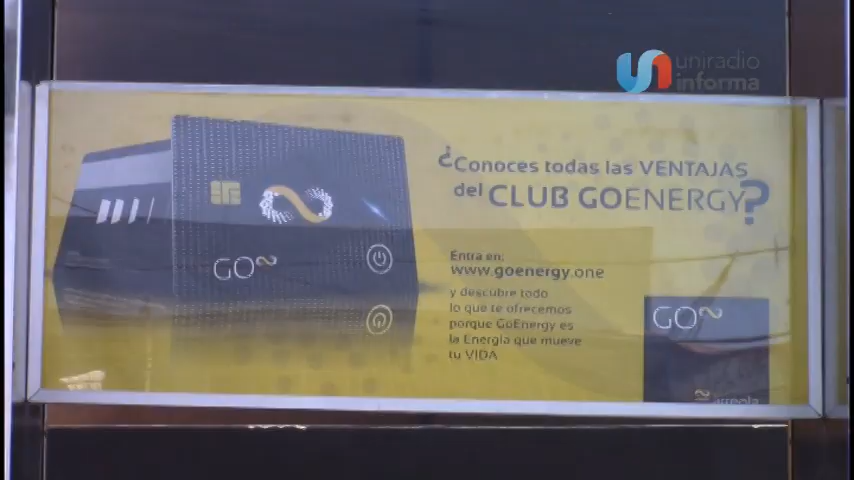 uniradio
informa
¿Conoces todas las VENTAJAS
del CLUB GOENERGY?
GO
Entra en:
www.goenergy.one
y descubre todo
lo que te ofrecemos
porque GoEnergy es
la Energía que mueve
tu VIDA
GO